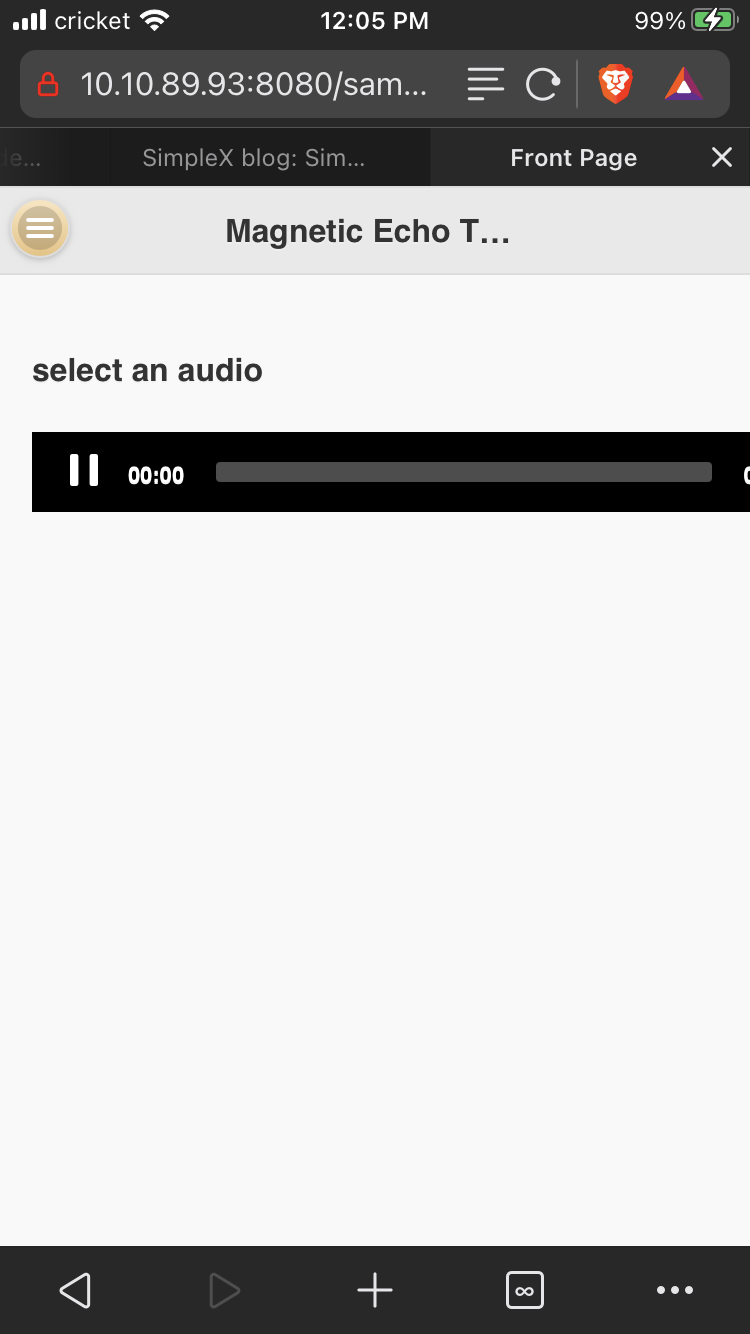 cricket 12:05 PM 99%
10.10.89.93:8080/sam...
le... SimpleX blog: Sim... Front Page
Magnetic Echo T...
select an audio
00:00